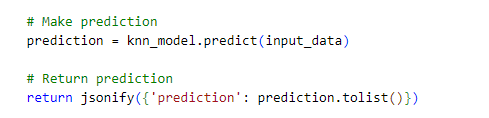 # Make prediction
prediction = knn_model.predict(input_data)
# Return prediction
return jsonify({'prediction': prediction.tolist()})